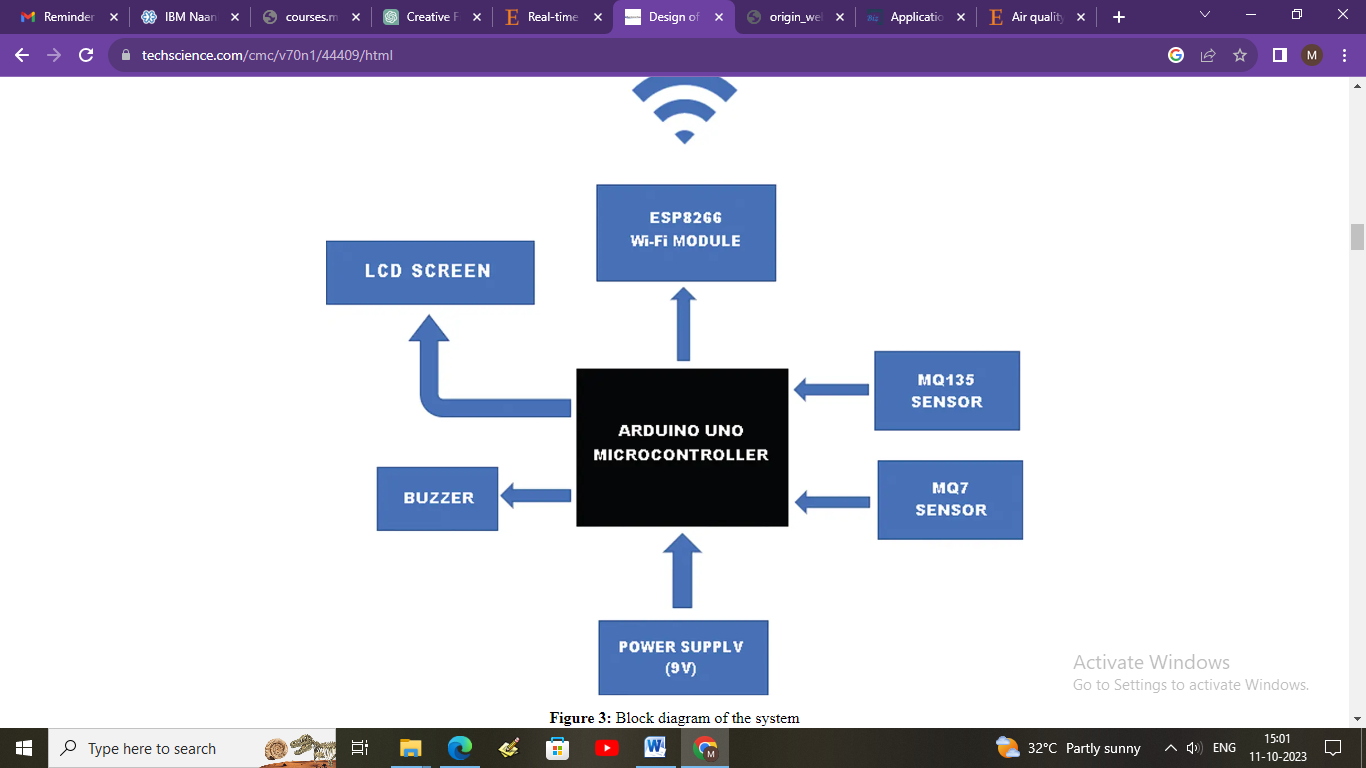 Reminder
IBM Naan
courses.m
Creative F
Real-time
Design of
origin_wel
Applicatio
Air quality
techscience.com/cmc/v70n1/44409/html
M
ESP8266
Wi-Fi MODULE
LCD SCREEN
MQ135
SENSOR
ARDUINO UNO
MICROCONTROLLER
MQ7
SENSOR
BUZZER
POWER SUPPLV
(9V)
Activate Windows
Go to Settings to activate Windows.
Figure 3: Block diagram of the system
Type here to search
32°C Partly sunny
ENG
15:01
11-10-2023